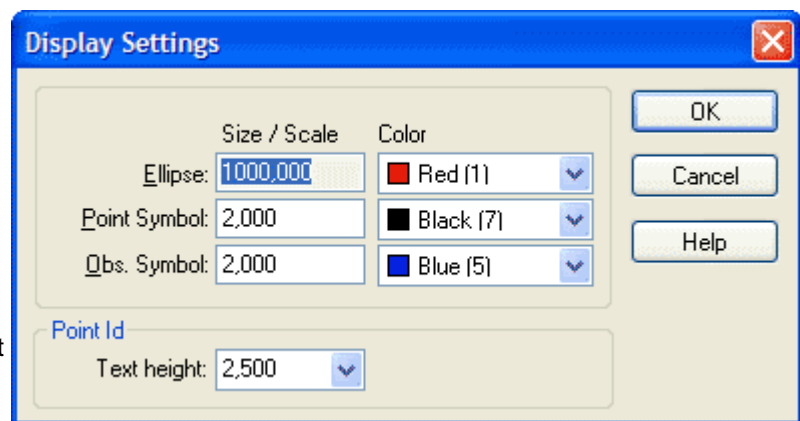 Display Settings
Size / Scale Color
Ellipse: 1000,000 Red (1)
Point Symbol: 2,000 Black (7)
Obs. Symbol: 2,000 Blue (5)
Point Id
Text height: 2,500
OK
Cancel
Help
t